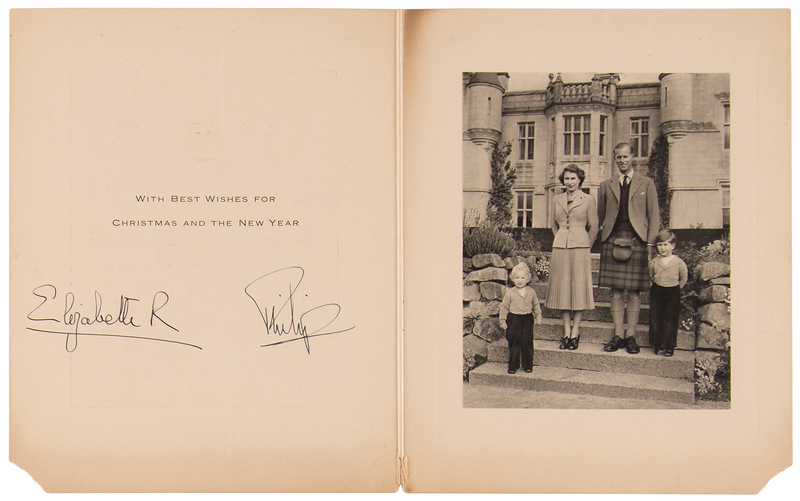 With Best Wishes for
Christmas and the New Year
Elizabeth R Philip